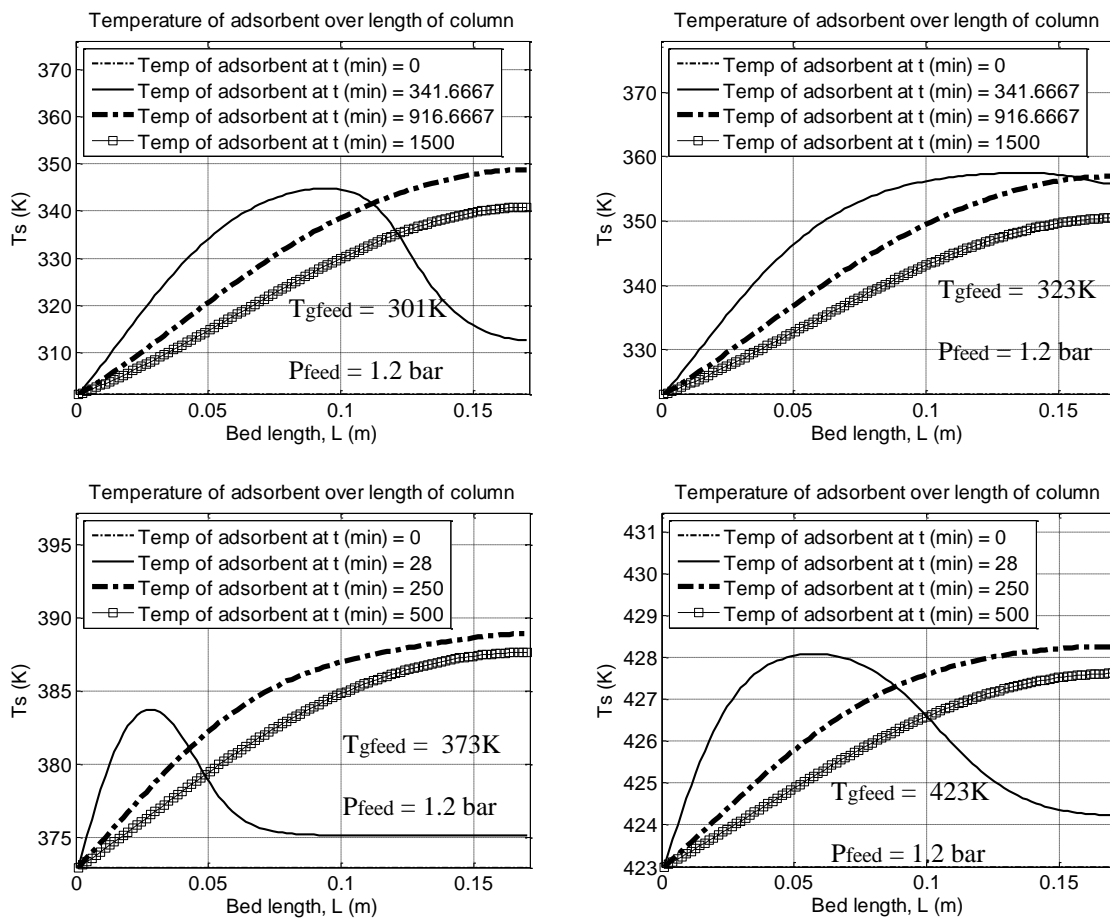 Temperature of adsorbent over length of column
370
360
350
340
330
320
310
Ts (K)
Temp of adsorbent at t (min) = 0
Temp of adsorbent at t (min) = 341.6667
Temp of adsorbent at t (min) = 916.6667
Temp of adsorbent at t (min) = 1500
Tgfeed = 301K
Pfeed = 1.2 bar
0 0.05 0.1 0.15
Bed length, L (m)
Temperature of adsorbent over length of column
370
360
350
340
330
Ts (K)
Temp of adsorbent at t (min) = 0
Temp of adsorbent at t (min) = 341.6667
Temp of adsorbent at t (min) = 916.6667
Temp of adsorbent at t (min) = 1500
Tgfeed = 323K
Pfeed = 1.2 bar
0 0.05 0.1 0.15
Bed length, L (m)
Temperature of adsorbent over length of column
395
390
385
380
375
Ts (K)
Temp of adsorbent at t (min) = 0
Temp of adsorbent at t (min) = 28
Temp of adsorbent at t (min) = 250
Temp of adsorbent at t (min) = 500
Tgfeed = 373K
Pfeed = 1.2 bar
0 0.05 0.1 0.15
Bed length, L (m)
Temperature of adsorbent over length of column
431
430
429
428
427
426
425
424
423
Ts (K)
Temp of adsorbent at t (min) = 0
Temp of adsorbent at t (min) = 28
Temp of adsorbent at t (min) = 250
Temp of adsorbent at t (min) = 500
Tgfeed = 423K
Pfeed = 1.2 bar
0 0.05 0.1 0.15
Bed length, L (m)